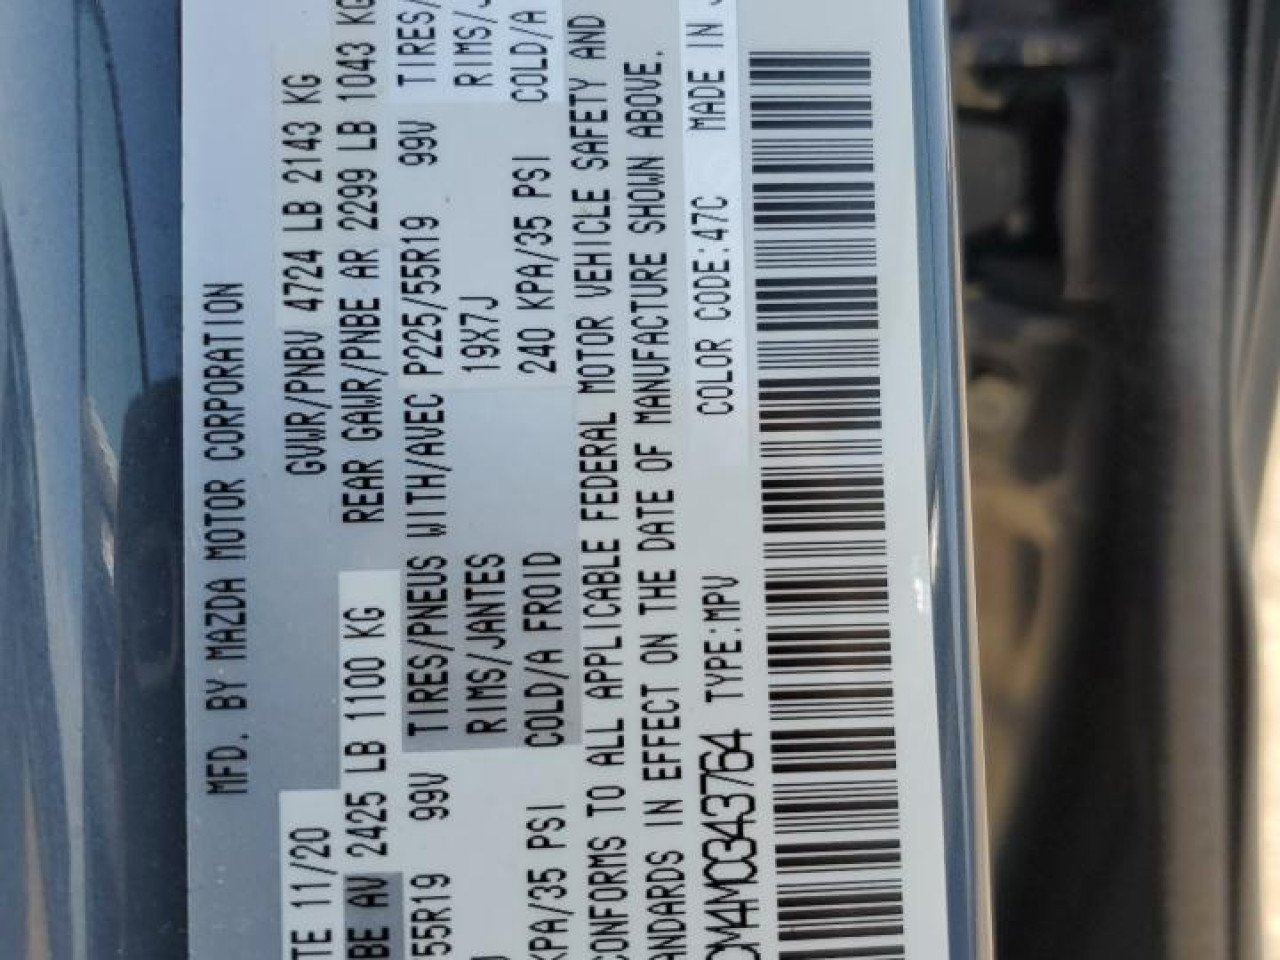 MFD. BY MAZDA MOTOR CORPORATION
TE 11/20 GVWR/PNBV 4724 LB 2143 KG
BE AV 2425 LB 1100 KG REAR GAWR/PNBE AR 2299 LB 1043 KG
55R19 99V TIRES/PNEUS WITH/AVEC P225/55R19 99V TIRES/
J RIMS/JANTES 19X7J RIMS/J
KPA/35 PSI COLD/A FROID 240 KPA/35 PSI COLD/A
CONFORMS TO ALL APPLICABLE FEDERAL MOTOR VEHICLE SAFETY AND
ANDARDS IN EFFECT ON THE DATE OF MANUFACTURE SHOWN ABOVE.
M4M0343764 TYPE:MPV COLOR CODE:47C MADE IN J